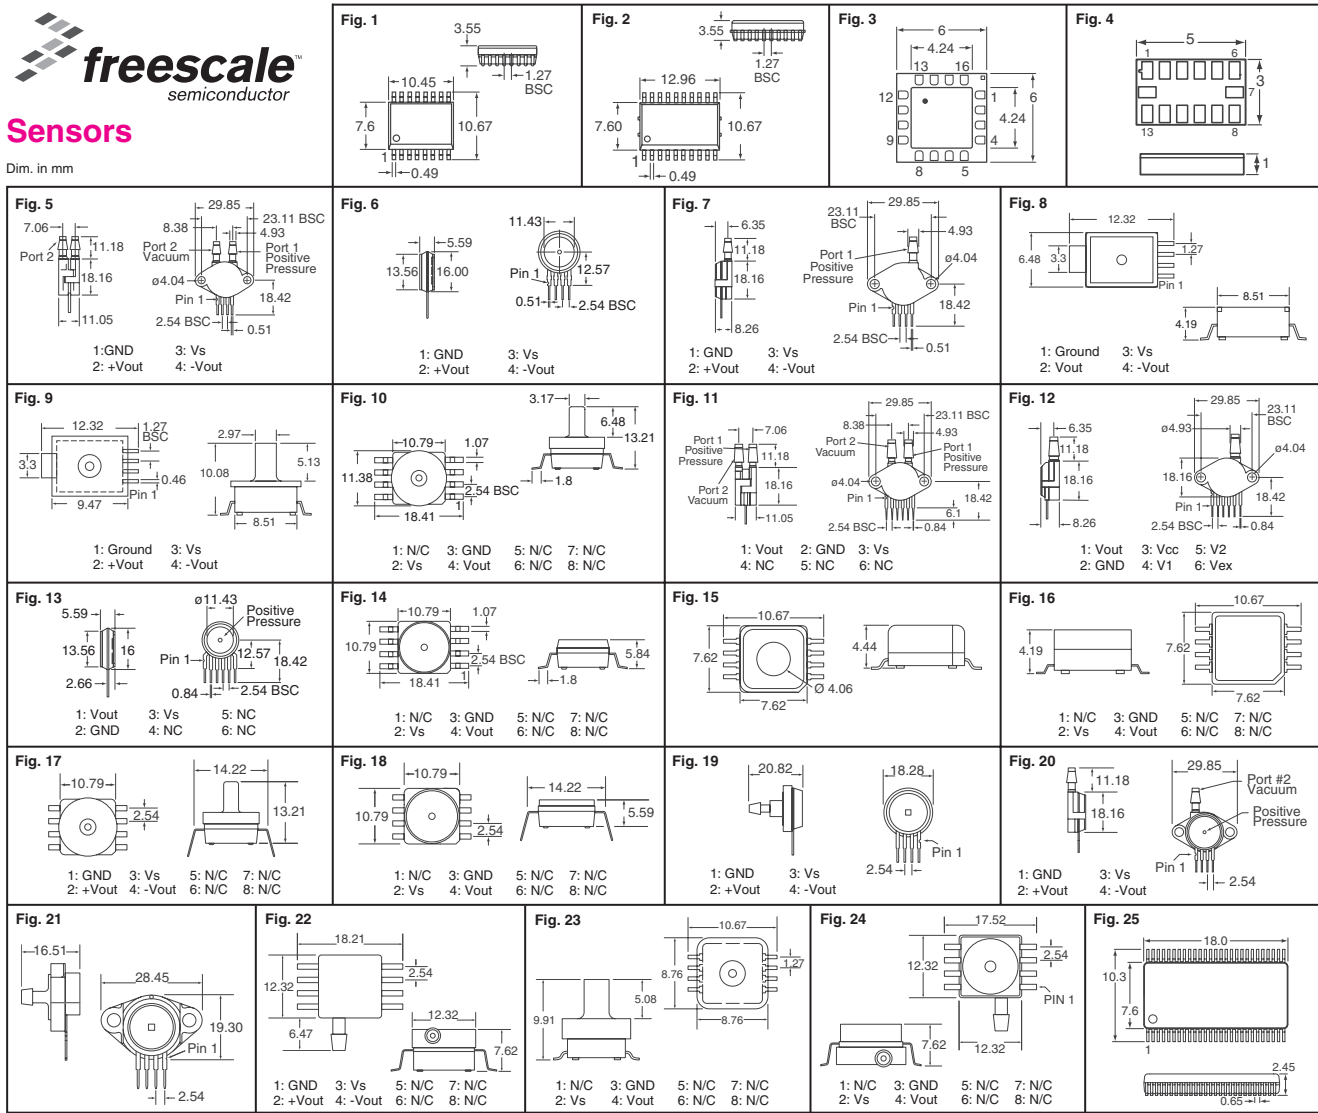 freescale™
semiconductor
Sensors
Dim. in mm
Fig. 1
3.55
1.27
BSC
10.45
7.6
10.67
1
0.49
Fig. 2
3.55
1.27
BSC
12.96
7.60
10.67
1
0.49
Fig. 3
6
4.24
13 16
12 1
4.24 6
9 4
8 5
Fig. 4
5
1 6
3
7
13 8
1
Fig. 5
29.85
7.06
8.38
23.11 BSC
4.93
Port 2
11.18
Port 2
Vacuum
Port 1
Positive
Pressure
18.16
ø4.04
Pin 1
18.42
2.54 BSC
11.05
0.51
1:GND 3: Vs
2: +Vout 4: -Vout
Fig. 6
11.43
5.59
13.56
16.00
12.57
Pin 1
0.51
2.54 BSC
1: GND 3: Vs
2: +Vout 4: -Vout
Fig. 7
29.85
23.11
BSC
6.35
4.93
11.18
Port 1
Positive
Pressure
ø4.04
18.16
Pin 1
18.42
2.54 BSC
8.26
0.51
1: GND 3: Vs
2: +Vout 4: -Vout
Fig. 8
12.32
1.27
6.48
3.3
Pin 1
8.51
4.19
1: Ground 3: Vs
2: Vout 4: -Vout
Fig. 9
12.32
1.27
BSC
2.97
3.3
5.13
10.08
0.46
Pin 1
9.47
8.51
1: Ground 3: Vs
2: +Vout 4: -Vout
Fig. 10
3.17
6.48
13.21
10.79
1.07
11.38
1.8
2.54 BSC
1
18.41
1: N/C 3: GND 5: N/C 7: N/C
2: Vs 4: Vout 6: N/C 8: N/C
Fig. 11
29.85
7.06
8.38
23.11 BSC
4.93
Port 1
Positive
Pressure
Port 2
Vacuum
Port 1
Positive
Pressure
11.18
18.16
ø4.04
Port 2
Vacuum
Pin 1
18.42
6.1
11.05
2.54 BSC
0.84
1: Vout 2: GND 3: Vs
4: NC 5: NC 6: NC
Fig. 12
29.85
6.35
ø4.93
23.11
BSC
11.18
ø4.04
18.16
18.16
Pin 1
18.42
8.26
2.54 BSC
0.84
1: Vout 3: Vcc 5: V2
2: GND 4: V1 6: Vex
Fig. 13
ø11.43
5.59
Positive
Pressure
13.56
16
12.57
Pin 1
18.42
2.66
0.84
2.54 BSC
1: Vout 3: Vs 5: NC
2: GND 4: NC 6: NC
Fig. 14
10.79
1.07
10.79
5.84
2.54 BSC
18.41
1
1.8
1: N/C 3: GND 5: N/C 7: N/C
2: Vs 4: Vout 6: N/C 8: N/C
Fig. 15
10.67
7.62
4.44
Ø 4.06
7.62
Fig. 16
10.67
4.19
7.62
7.62
1: N/C 3: GND 5: N/C 7: N/C
2: Vs 4: Vout 6: N/C 8: N/C
Fig. 17
10.79
14.22
2.54
13.21
1: GND 3: Vs 5: N/C 7: N/C
2: +Vout 4: -Vout 6: N/C 8: N/C
Fig. 18
10.79
14.22
10.79
5.59
2.54
1: N/C 3: GND 5: N/C 7: N/C
2: Vs 4: Vout 6: N/C 8: N/C
Fig. 19
20.82
18.28
Pin 1
2.54
1: GND 3: Vs
2: +Vout 4: -Vout
Fig. 20
29.85
11.18
Port #2
Vacuum
18.16
Positive
Pressure
Pin 1
2.54
1: GND 3: Vs
2: +Vout 4: -Vout
Fig. 21
16.51
28.45
19.30
Pin 1
2.54
Fig. 22
18.21
2.54
12.32
6.47
12.32
7.62
1: GND 3: Vs 5: N/C 7: N/C
2: +Vout 4: -Vout 6: N/C 8: N/C
Fig. 23
10.67
1.27
8.76
5.08
9.91
8.76
1: N/C 3: GND 5: N/C 7: N/C
2: Vs 4: Vout 6: N/C 8: N/C
Fig. 24
17.52
2.54
12.32
PIN 1
7.62
12.32
1: N/C 3: GND 5: N/C 7: N/C
2: Vs 4: Vout 6: N/C 8: N/C
Fig. 25
18.0
10.3
7.6
1
2.45
0.65